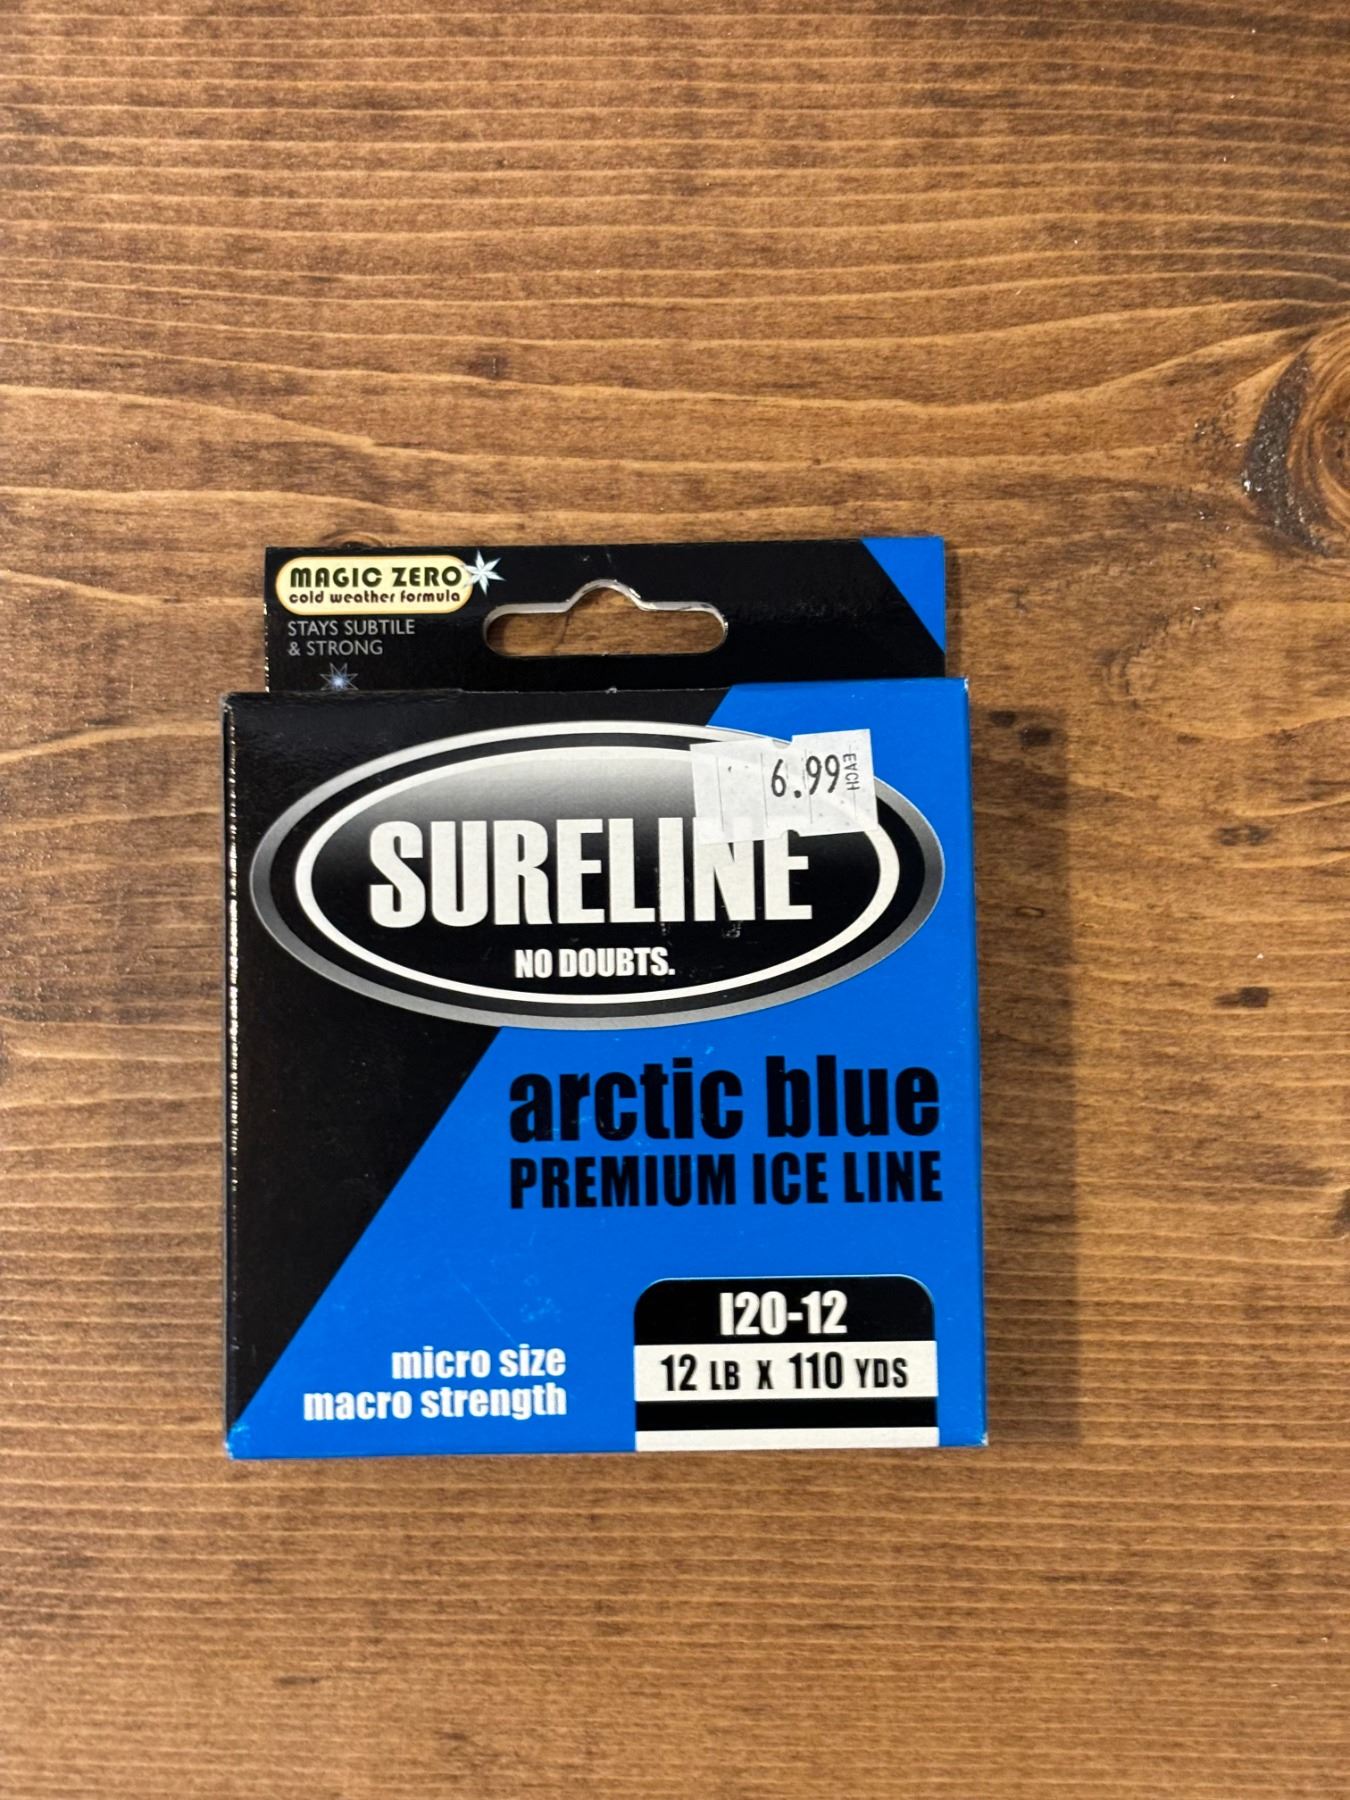 MAGIC ZERO
cold weather formula
STAYS SUBTILE
& STRONG
6.99 EACH
SURELINE
NO DOUBTS.
arctic blue
PREMIUM ICE LINE
I20-12
12 LB X 110 YDS
micro size
macro strength